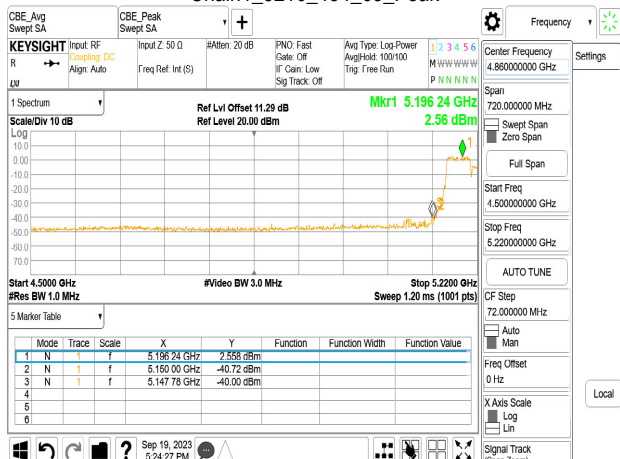 CBE_Avg
Swept SA
CBE_Peak
Swept SA
Frequency
KEYSIGHT
R
Input: RF
Coupling: DC
Align: Auto
Input Z: 50 Ω
Freq Ref: Int (S)
#Atten: 20 dB
PNO: Fast
Gate: Off
IF Gain: Low
Sig Track: Off
Avg Type: Log-Power
Avg|Hold: 100/100
Trig: Free Run
1 2 3 4 5 6
M W W W W W
P N N N N N
1 Spectrum
Scale/Div 10 dB
Ref Lvl Offset 11.29 dB
Ref Level 20.00 dBm
Mkr1 5.196 24 GHz
2.56 dBm
Log
10.0
0.00
-10.0
-20.0
-30.0
-40.0
-50.0
-60.0
-70.0
1
Start 4.5000 GHz
#Res BW 1.0 MHz
#Video BW 3.0 MHz
Stop 5.2200 GHz
Sweep 1.20 ms (1001 pts)
5 Marker Table
Mode Trace Scale X Y Function Function Width Function Value
1 N 1 f 5.196 24 GHz 2.558 dBm
2 N 1 f 5.150 00 GHz -40.72 dBm
3 N 1 f 5.147 78 GHz -40.00 dBm
4
5
6
Sep 19, 2023
5:24:27 PM
Center Frequency
4.860000000 GHz
Settings
Span
720.000000 MHz
Swept Span
Zero Span
Full Span
Start Freq
4.500000000 GHz
Stop Freq
5.220000000 GHz
AUTO TUNE
CF Step
72.000000 MHz
Auto
Man
Freq Offset
0 Hz
X Axis Scale
Log
Lin
Local
Signal Track